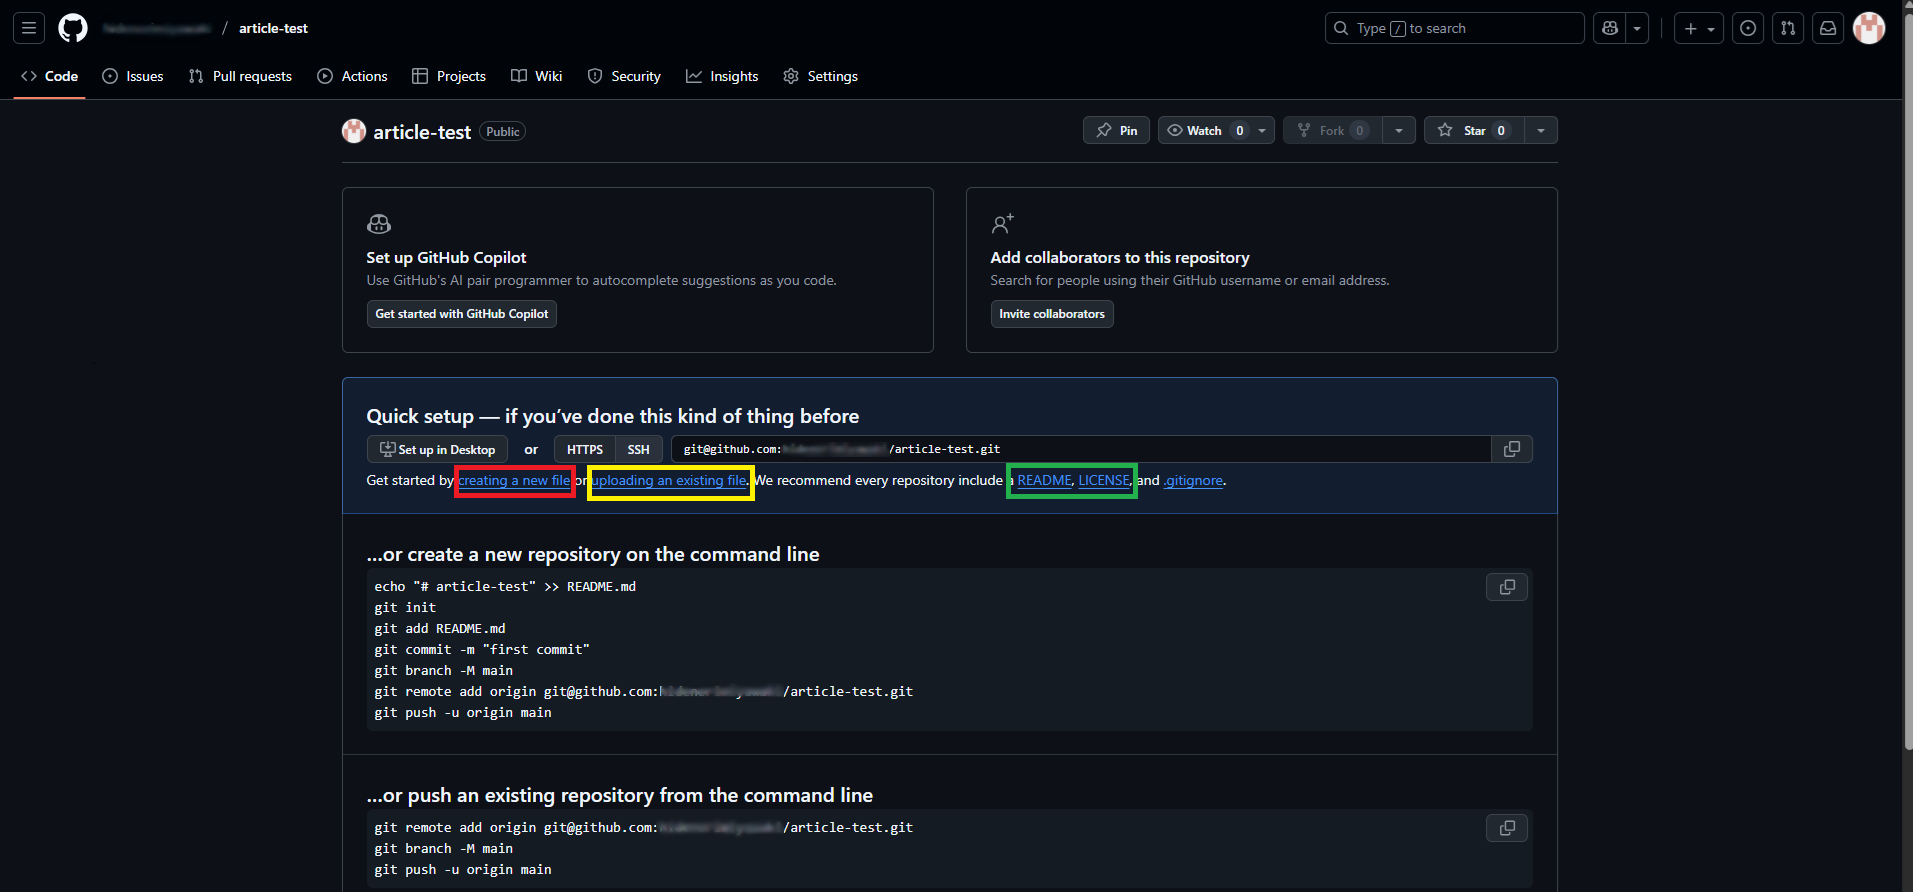 / article-test
Type / to search
Code Issues Pull requests Actions Projects Wiki Security Insights Settings
article-test Public
Pin Watch 0 Fork 0 Star 0
Set up GitHub Copilot
Use GitHub's AI pair programmer to autocomplete suggestions as you code.
Get started with GitHub Copilot
Add collaborators to this repository
Search for people using their GitHub username or email address.
Invite collaborators
Quick setup — if you've done this kind of thing before
Set up in Desktop or HTTPS SSH git@github.com: /article-test.git
Get started by creating a new file or uploading an existing file. We recommend every repository include a README, LICENSE, and .gitignore.
...or create a new repository on the command line
echo "# article-test" >> README.md
git init
git add README.md
git commit -m "first commit"
git branch -M main
git remote add origin git@github.com: /article-test.git
git push -u origin main
...or push an existing repository from the command line
git remote add origin git@github.com: /article-test.git
git branch -M main
git push -u origin main